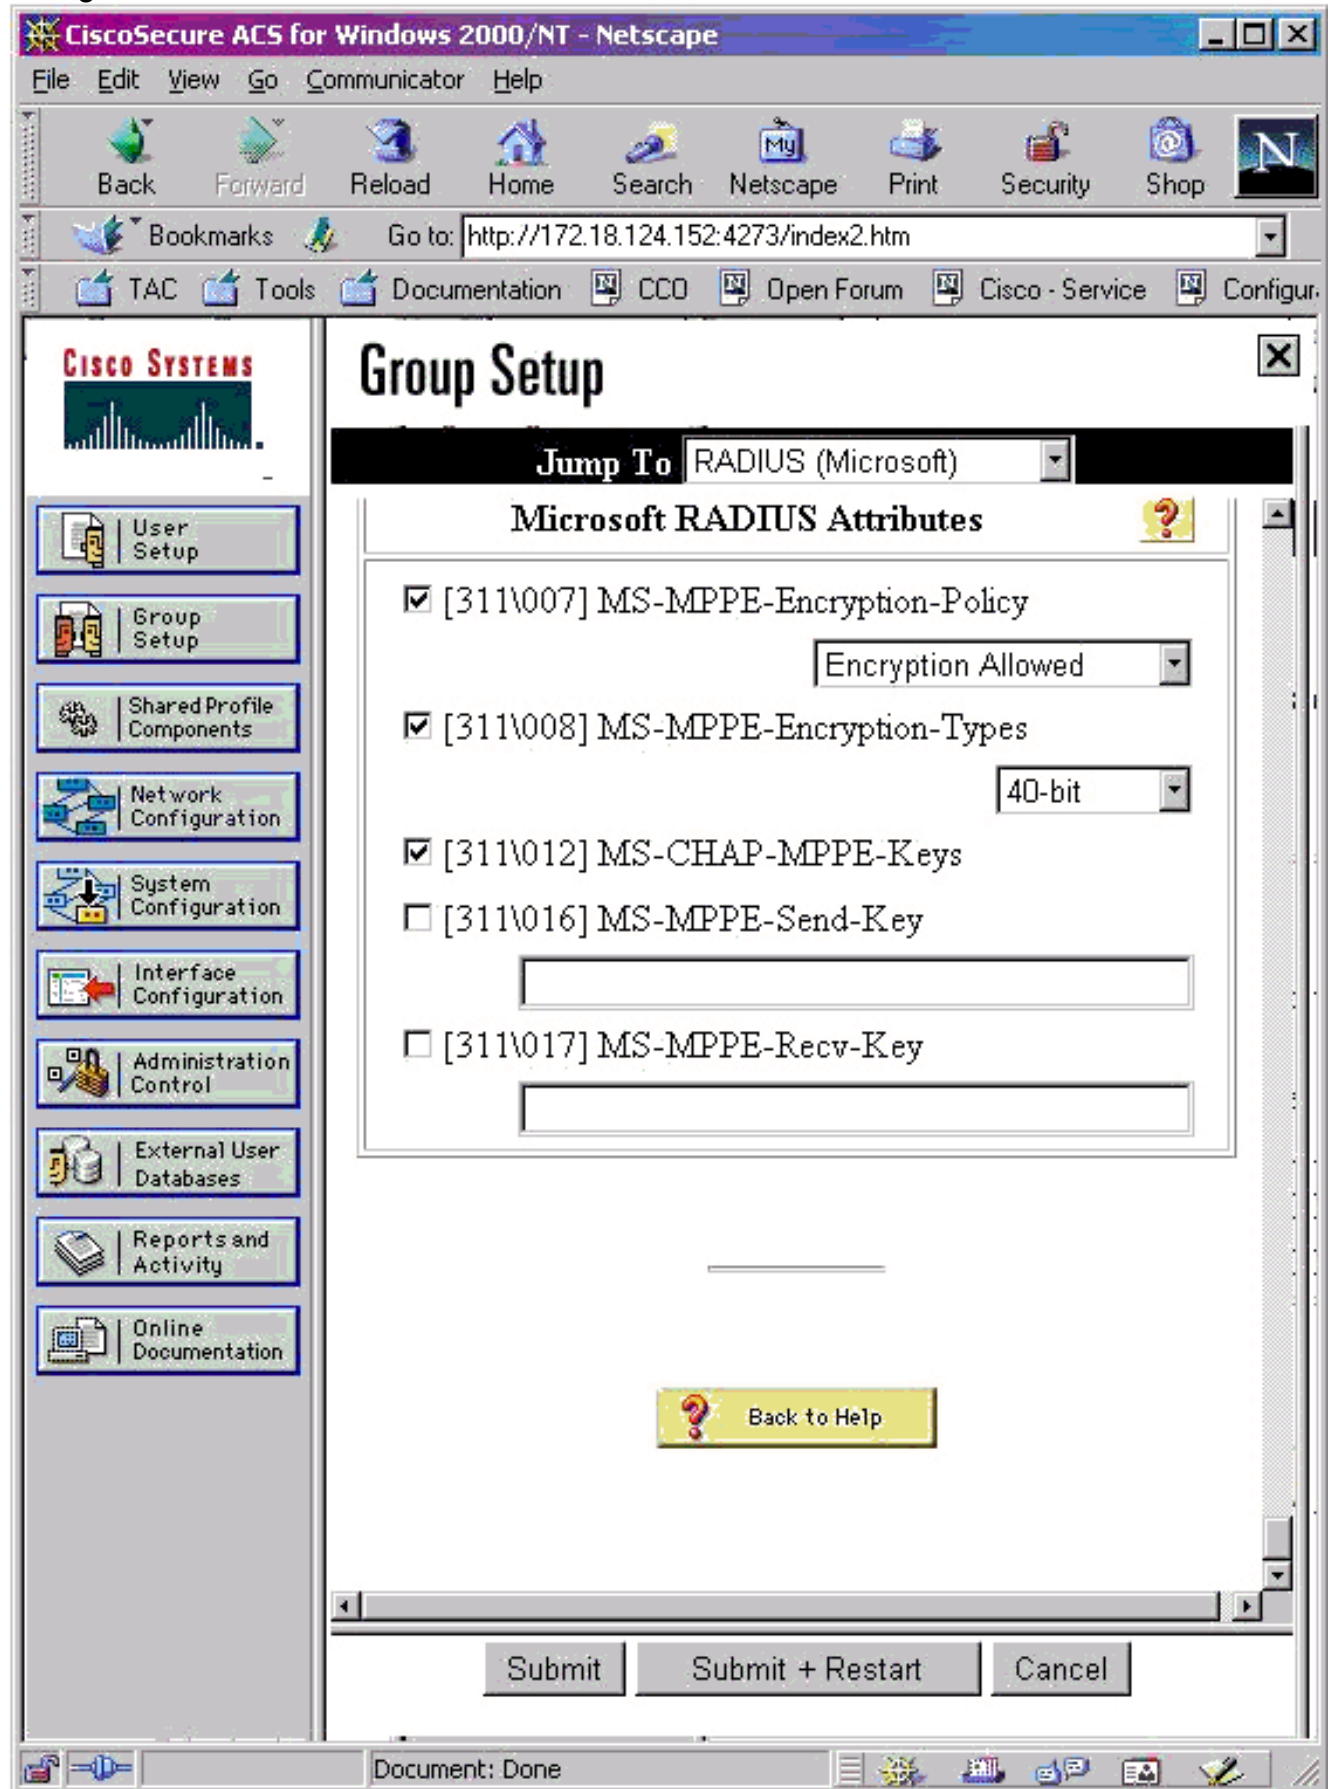 CiscoSecure ACS for Windows 2000/NT - Netscape
File Edit View Go Communicator Help
Back Forward Reload Home Search Netscape Print Security Shop
My
N
Bookmarks Go to: http://172.18.124.152:4273/index2.htm
TAC Tools Documentation CCO Open Forum Cisco - Service Configur
CISCO SYSTEMS
Group Setup
Jump To RADIUS (Microsoft)
User
Setup
Group
Setup
Shared Profile
Components
Network
Configuration
System
Configuration
Interface
Configuration
Administration
Control
External User
Databases
Reports and
Activity
Online
Documentation
Microsoft RADIUS Attributes
?
[311\007] MS-MPPE-Encryption-Policy
Encryption Allowed
[311\008] MS-MPPE-Encryption-Types
40-bit
[311\012] MS-CHAP-MPPE-Keys
[311\016] MS-MPPE-Send-Key
[311\017] MS-MPPE-Recv-Key
? Back to Help
Submit Submit + Restart Cancel
Document: Done